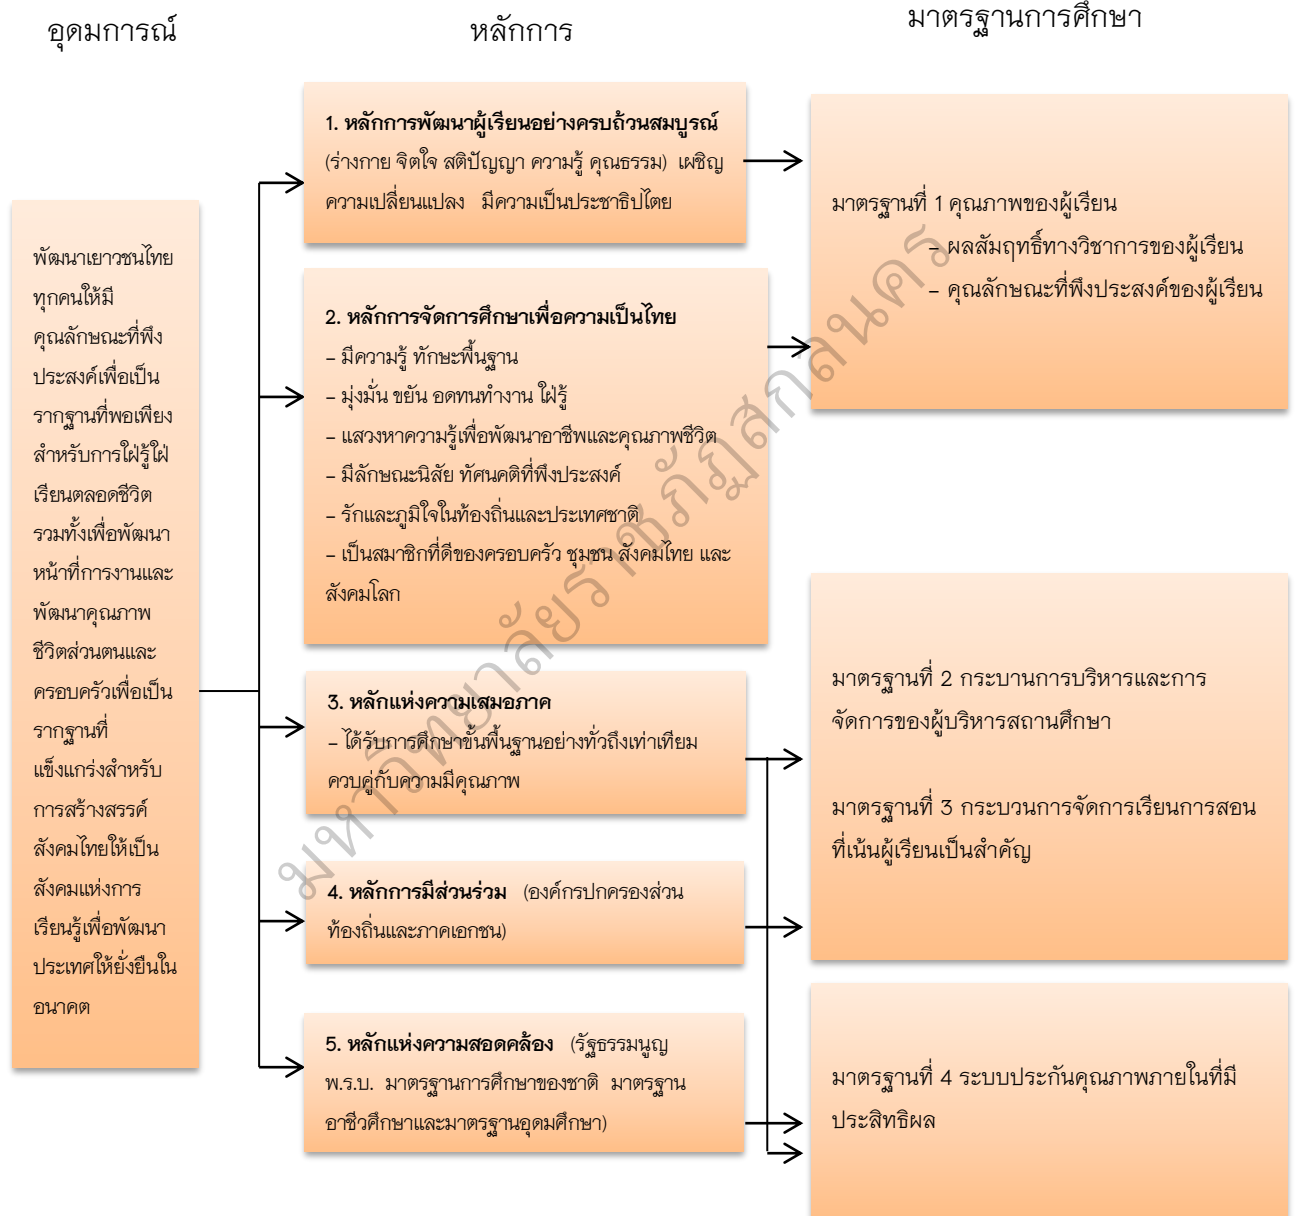 อุดมการณ์
หลักการ
มาตรฐานการศึกษา
พัฒนาเยาวชนไทย
ทุกคนให้มี
คุณลักษณะที่พึง
ประสงค์เพื่อเป็น
รากฐานที่พอเพียง
สำหรับการใฝ่รู้ใฝ่
เรียนตลอดชีวิต
รวมทั้งเพื่อพัฒนา
หน้าที่การงานและ
พัฒนาคุณภาพ
ชีวิตส่วนตนและ
ครอบครัวเพื่อเป็น
รากฐานที่
แข็งแกร่งสำหรับ
การสร้างสรรค์
สังคมไทยให้เป็น
สังคมแห่งการ
เรียนรู้เพื่อพัฒนา
ประเทศให้ยั่งยืนใน
อนาคต
1. หลักการพัฒนาผู้เรียนอย่างครบถ้วนสมบูรณ์
(ร่างกาย จิตใจ สติปัญญา ความรู้ คุณธรรม) เผชิญ
ความเปลี่ยนแปลง มีความเป็นประชาธิปไตย
2. หลักการจัดการศึกษาเพื่อความเป็นไทย
– มีความรู้ ทักษะพื้นฐาน
– มุ่งมั่น ขยัน อดทนทำงาน ใฝ่รู้
– แสวงหาความรู้เพื่อพัฒนาอาชีพและคุณภาพชีวิต
– มีลักษณะนิสัย ทัศนคติที่พึงประสงค์
– รักและภูมิใจในท้องถิ่นและประเทศชาติ
– เป็นสมาชิกที่ดีของครอบครัว ชุมชน สังคมไทย และ
สังคมโลก
3. หลักแห่งความเสมอภาค
– ได้รับการศึกษาขั้นพื้นฐานอย่างทั่วถึงเท่าเทียม
ควบคู่กับความมีคุณภาพ
4. หลักการมีส่วนร่วม (องค์กรปกครองส่วน
ท้องถิ่นและภาคเอกชน)
5. หลักแห่งความสอดคล้อง (รัฐธรรมนูญ
พ.ร.บ. มาตรฐานการศึกษาของชาติ มาตรฐาน
อาชีวศึกษาและมาตรฐานอุดมศึกษา)
มาตรฐานที่ 1 คุณภาพของผู้เรียน
– ผลสัมฤทธิ์ทางวิชาการของผู้เรียน
– คุณลักษณะที่พึงประสงค์ของผู้เรียน
มาตรฐานที่ 2 กระบานการบริหารและการ
จัดการของผู้บริหารสถานศึกษา
มาตรฐานที่ 3 กระบวนการจัดการเรียนการสอน
ที่เน้นผู้เรียนเป็นสำคัญ
มาตรฐานที่ 4 ระบบประกันคุณภาพภายในที่มี
ประสิทธิผล
มหาวิทยาลัยราชภัฏสกลนคร